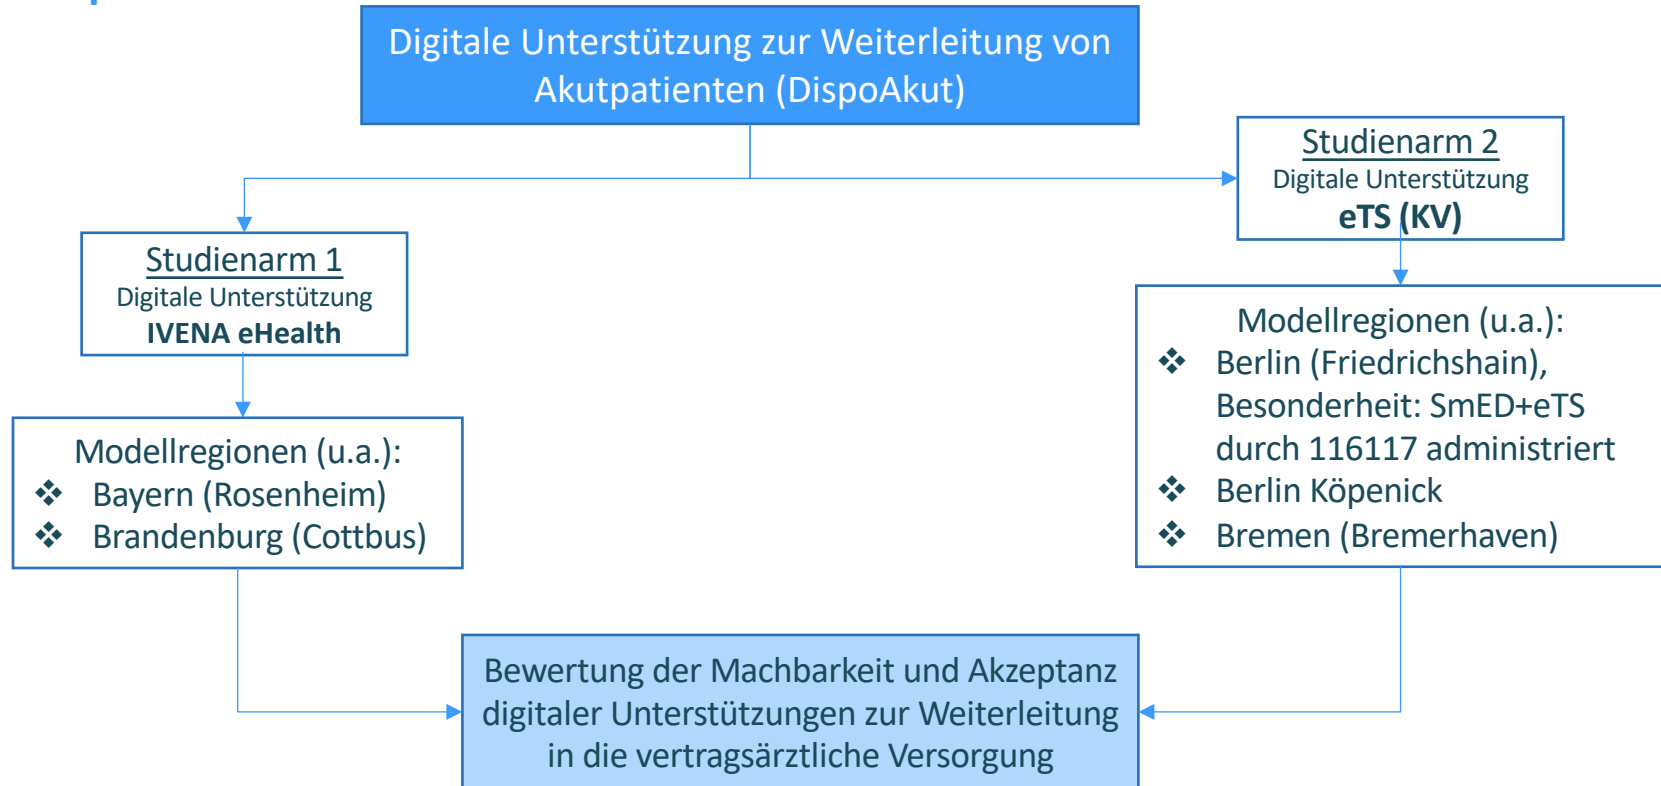 Digitale Unterstützung zur Weiterleitung von
Akutpatienten (DispoAkut)
Studienarm 1
Digitale Unterstützung
IVENA eHealth
Modellregionen (u.a.):
❖ Bayern (Rosenheim)
❖ Brandenburg (Cottbus)
Studienarm 2
Digitale Unterstützung
eTS (KV)
Modellregionen (u.a.):
❖ Berlin (Friedrichshain),
Besonderheit: SmED+eTS
durch 116117 administriert
❖ Berlin Köpenick
❖ Bremen (Bremerhaven)
Bewertung der Machbarkeit und Akzeptanz
digitaler Unterstützungen zur Weiterleitung
in die vertragsärztliche Versorgung